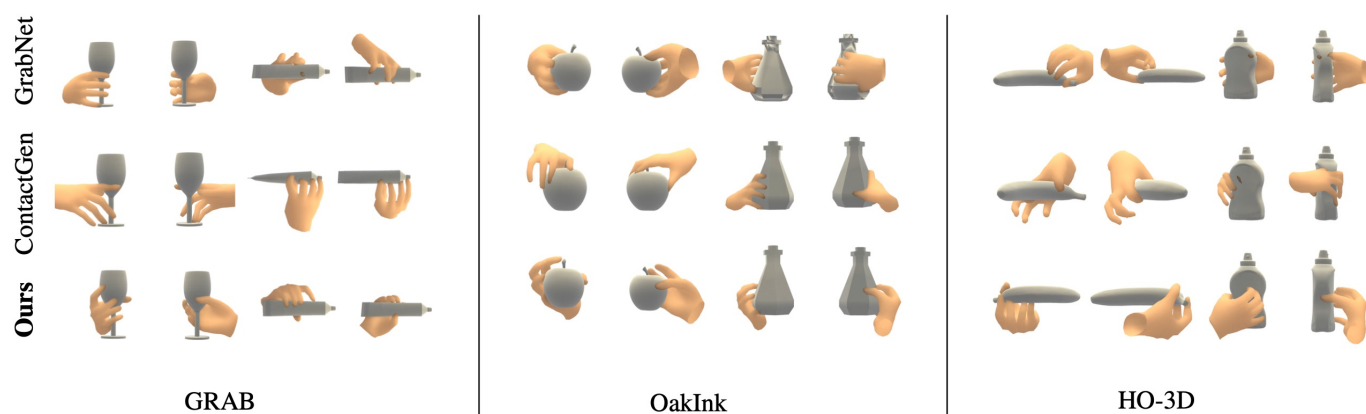 GrabNet
ContactGen
Ours
GRAB
OakInk
HO-3D